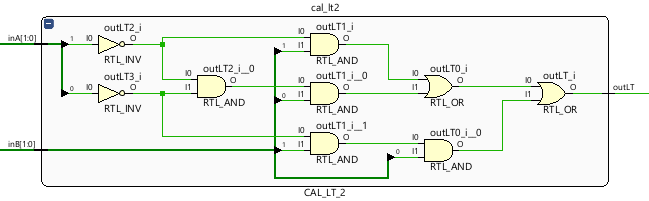 cal_lt2
inA[1:0]
outLT2_i
1
I0
O
RTL_INV
outLT3_i
0
I0
O
RTL_INV
outLT2_i__0
I0
I1
O
RTL_AND
outLT1_i
I0
1
I1
O
RTL_AND
outLT1_i__0
I0
0
I1
O
RTL_AND
outLT1_i__1
I0
1
I1
O
RTL_AND
inB[1:0]
outLT0_i
I0
I1
O
RTL_OR
outLT0_i__0
I0
0
I1
O
RTL_AND
outLT_i
I0
I1
O
RTL_OR
outLT
CAL_LT_2